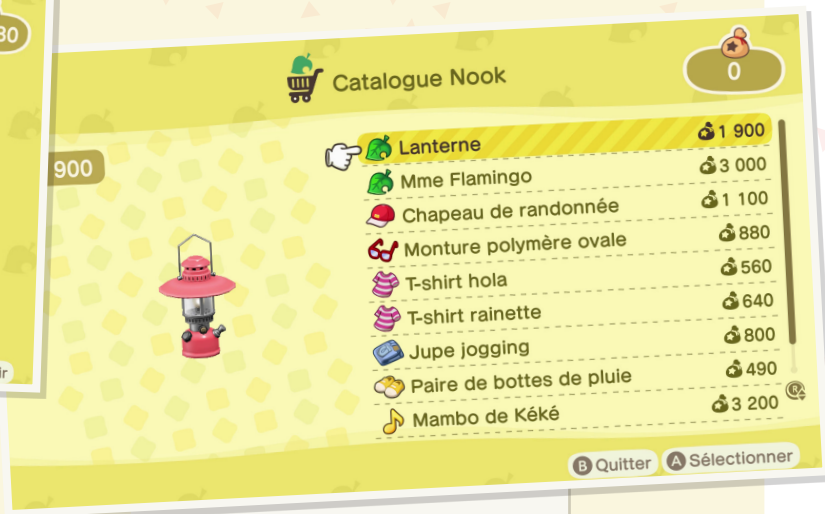 Catalogue Nook
0
900
Lanterne 1 900
Mme Flamingo 3 000
Chapeau de randonnée 1 100
Monture polymère ovale 880
T-shirt hola 560
T-shirt rainette 640
Jupe jogging 800
Paire de bottes de pluie 490
Mambo de Kéké 3 200
R
B Quitter A Sélectionner